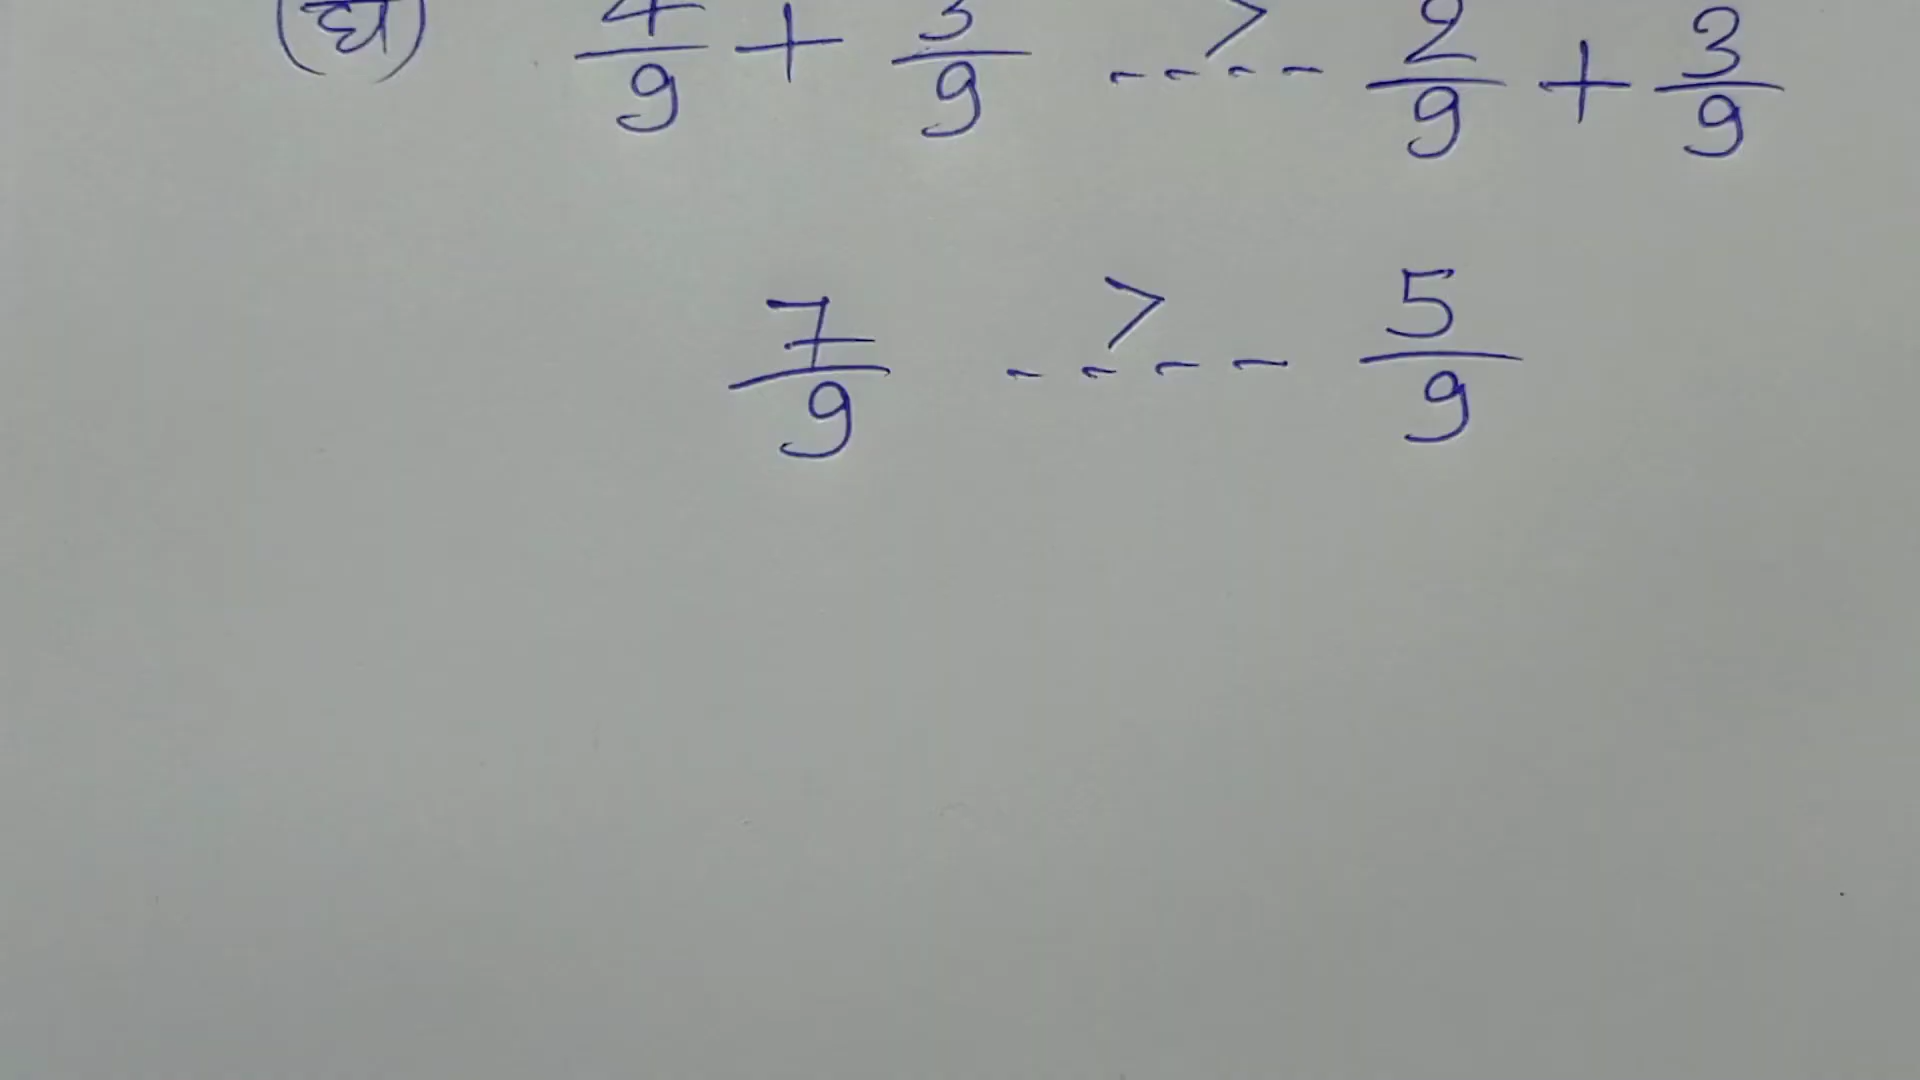 (घ) 4/9 + 3/9 ---->---- 2/9 + 3/9
7/9 ---->---- 5/9